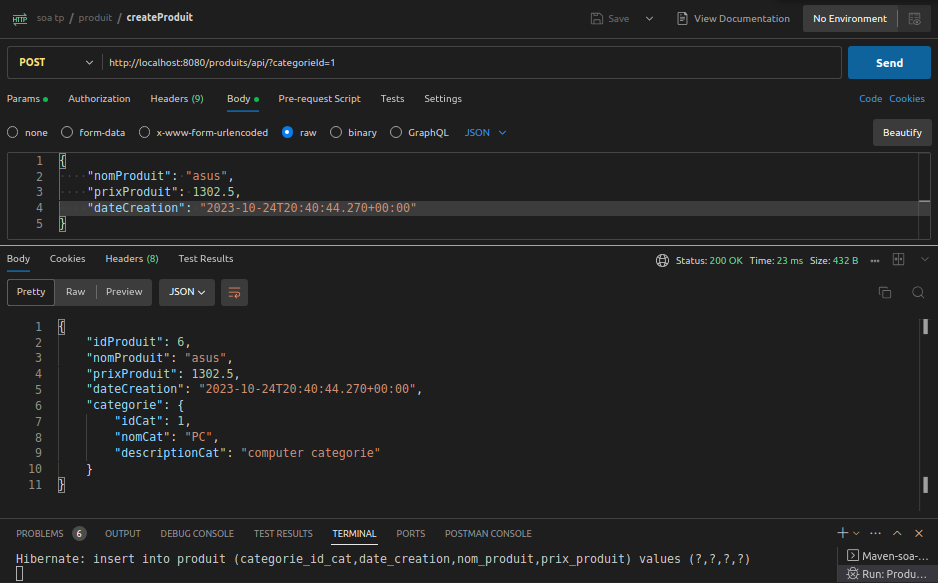 HTTP soa tp / produit / createProduit Save View Documentation No Environment
POST http://localhost:8080/produits/api/?categorieId=1 Send
Params Authorization Headers (9) Body Pre-request Script Tests Settings Code Cookies
none form-data x-www-form-urlencoded raw binary GraphQL JSON Beautify
1 {
2 ····"nomProduit":·"asus",
3 ····"prixProduit":·1302.5,
4 "dateCreation": "2023-10-24T20:40:44.270+00:00"
5 }
Body Cookies Headers (8) Test Results Status: 200 OK Time: 23 ms Size: 432 B
Pretty Raw Preview JSON
1 {
2 "idProduit": 6,
3 "nomProduit": "asus",
4 "prixProduit": 1302.5,
5 "dateCreation": "2023-10-24T20:40:44.270+00:00",
6 "categorie": {
7 "idCat": 1,
8 "nomCat": "PC",
9 "descriptionCat": "computer categorie"
10 }
11 }
PROBLEMS 6 OUTPUT DEBUG CONSOLE TEST RESULTS TERMINAL PORTS POSTMAN CONSOLE
Hibernate: insert into produit (categorie_id_cat,date_creation,nom_produit,prix_produit) values (?,?,?,?)
Maven-soa-...
Run: Produ...